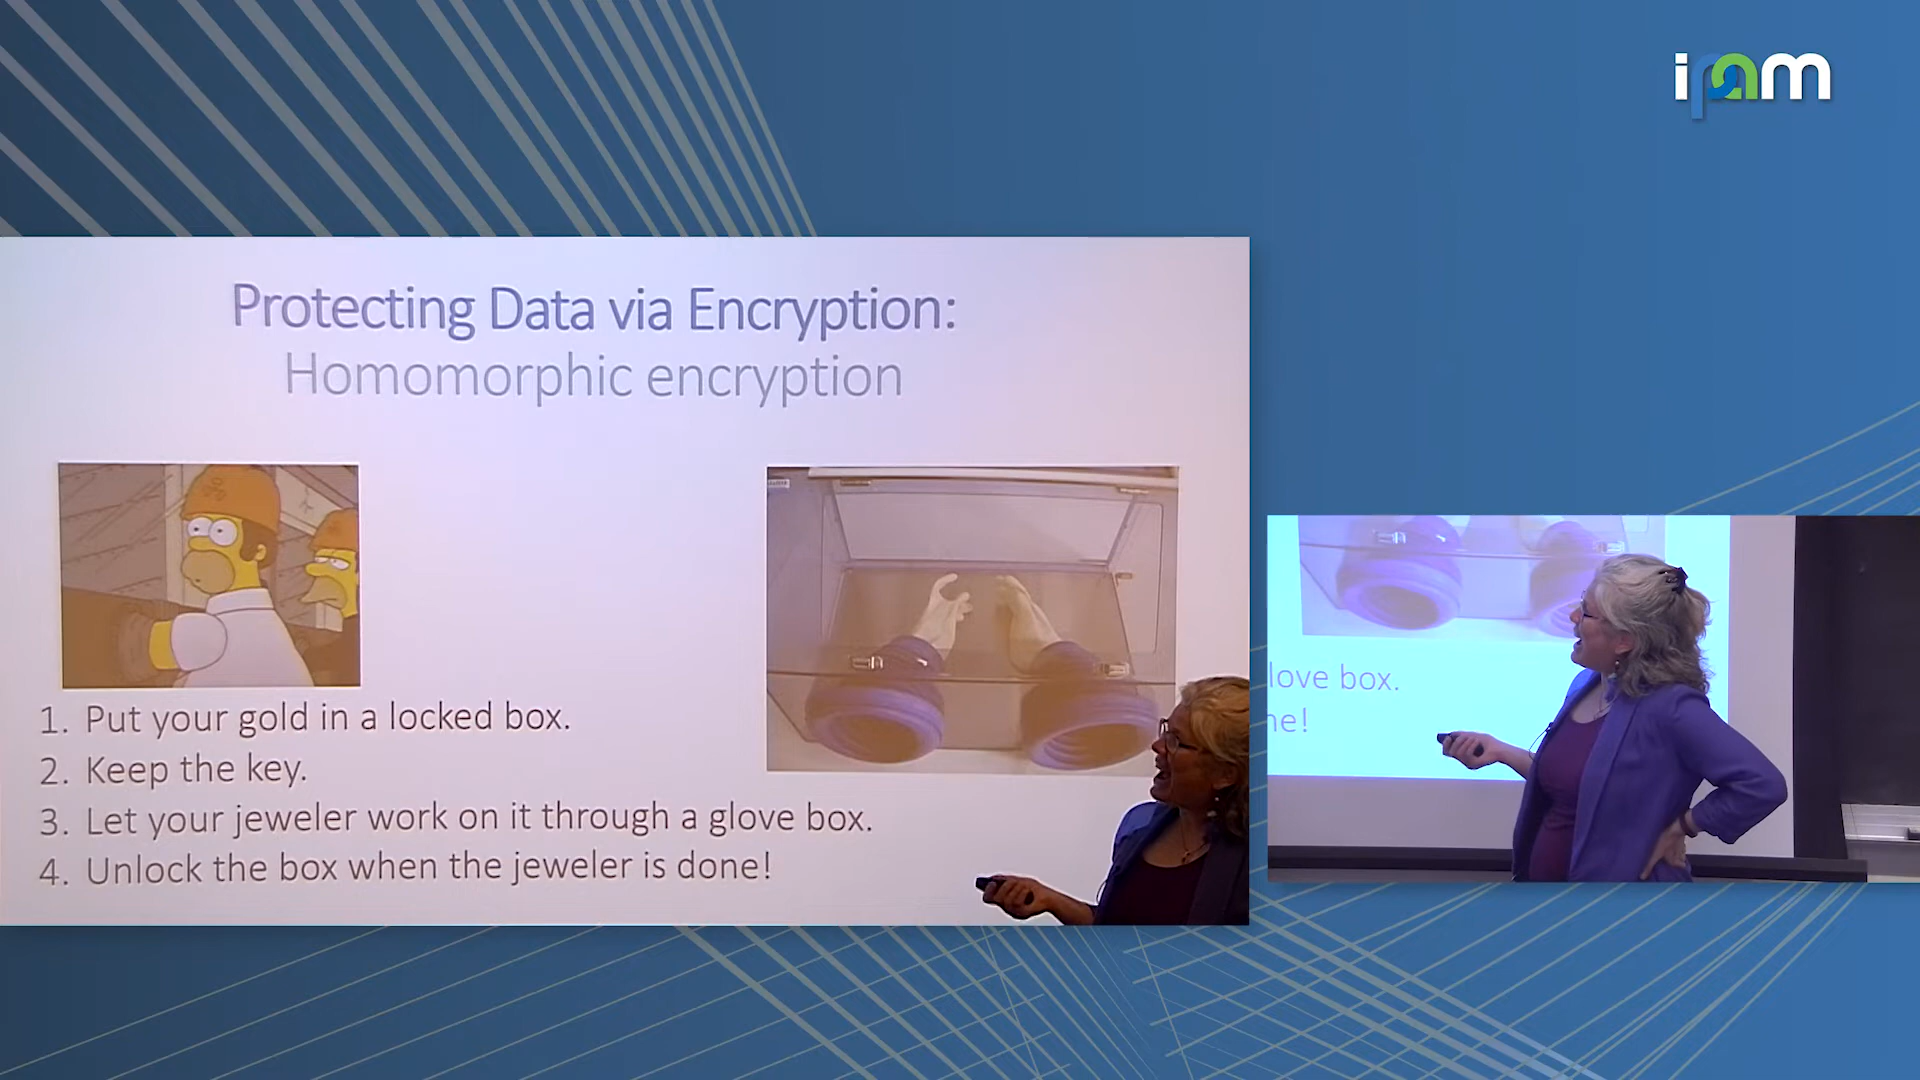 ipam
Protecting Data via Encryption:
Homomorphic encryption
1. Put your gold in a locked box.
2. Keep the key.
3. Let your jeweler work on it through a glove box.
4. Unlock the box when the jeweler is done!
love box.
ne!